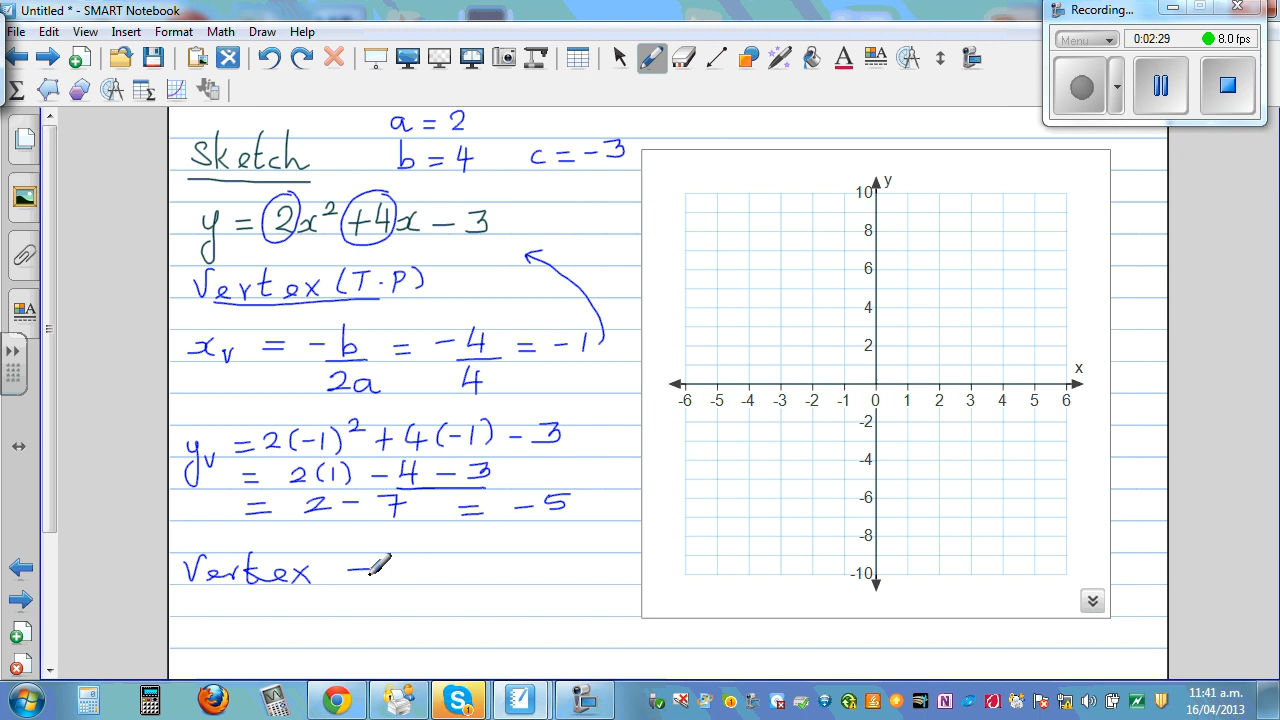 Untitled * - SMART Notebook
File Edit View Insert Format Math Draw Help
Recording...
Menu 0:02:29 8.0 fps
a = 2
Sketch b = 4 c = -3
y = 2x² +4x - 3
Vertex (T.P)
xᵥ = -b/2a = -4/4 = -1
yᵥ = 2(-1)² + 4(-1) - 3
= 2(1) - 4 - 3
= 2 - 7 = -5
Vertex -
y
10
8
6
4
2
x
-6 -5 -4 -3 -2 -1 0 1 2 3 4 5 6
-2
-4
-6
-8
-10
11:41 a.m.
16/04/2013